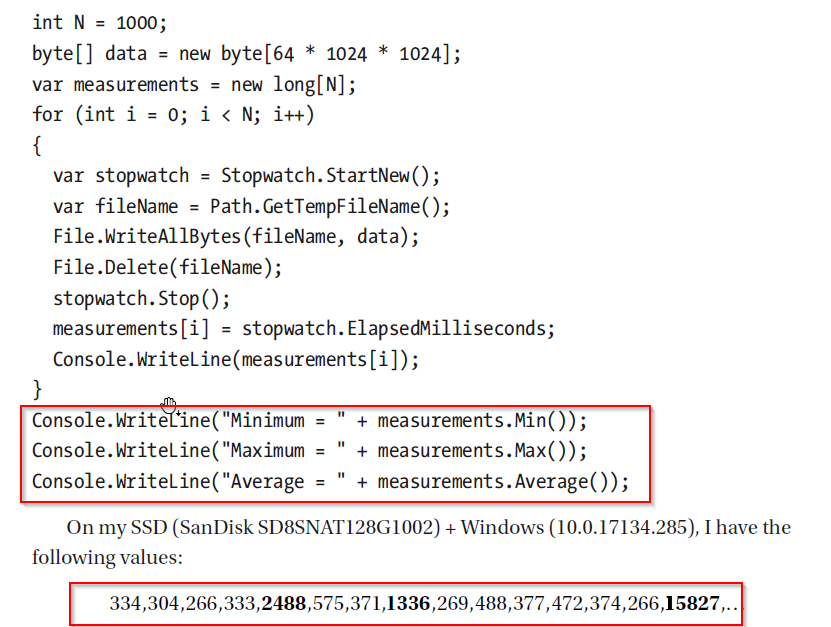 int N = 1000;
byte[] data = new byte[64 * 1024 * 1024];
var measurements = new long[N];
for (int i = 0; i < N; i++)
{
  var stopwatch = Stopwatch.StartNew();
  var fileName = Path.GetTempFileName();
  File.WriteAllBytes(fileName, data);
  File.Delete(fileName);
  stopwatch.Stop();
  measurements[i] = stopwatch.ElapsedMilliseconds;
  Console.WriteLine(measurements[i]);
}
Console.WriteLine("Minimum = " + measurements.Min());
Console.WriteLine("Maximum = " + measurements.Max());
Console.WriteLine("Average = " + measurements.Average());
On my SSD (SanDisk SD8SNAT128G1002) + Windows (10.0.17134.285), I have the
following values:
334,304,266,333,2488,575,371,1336,269,488,377,472,374,266,15827,...